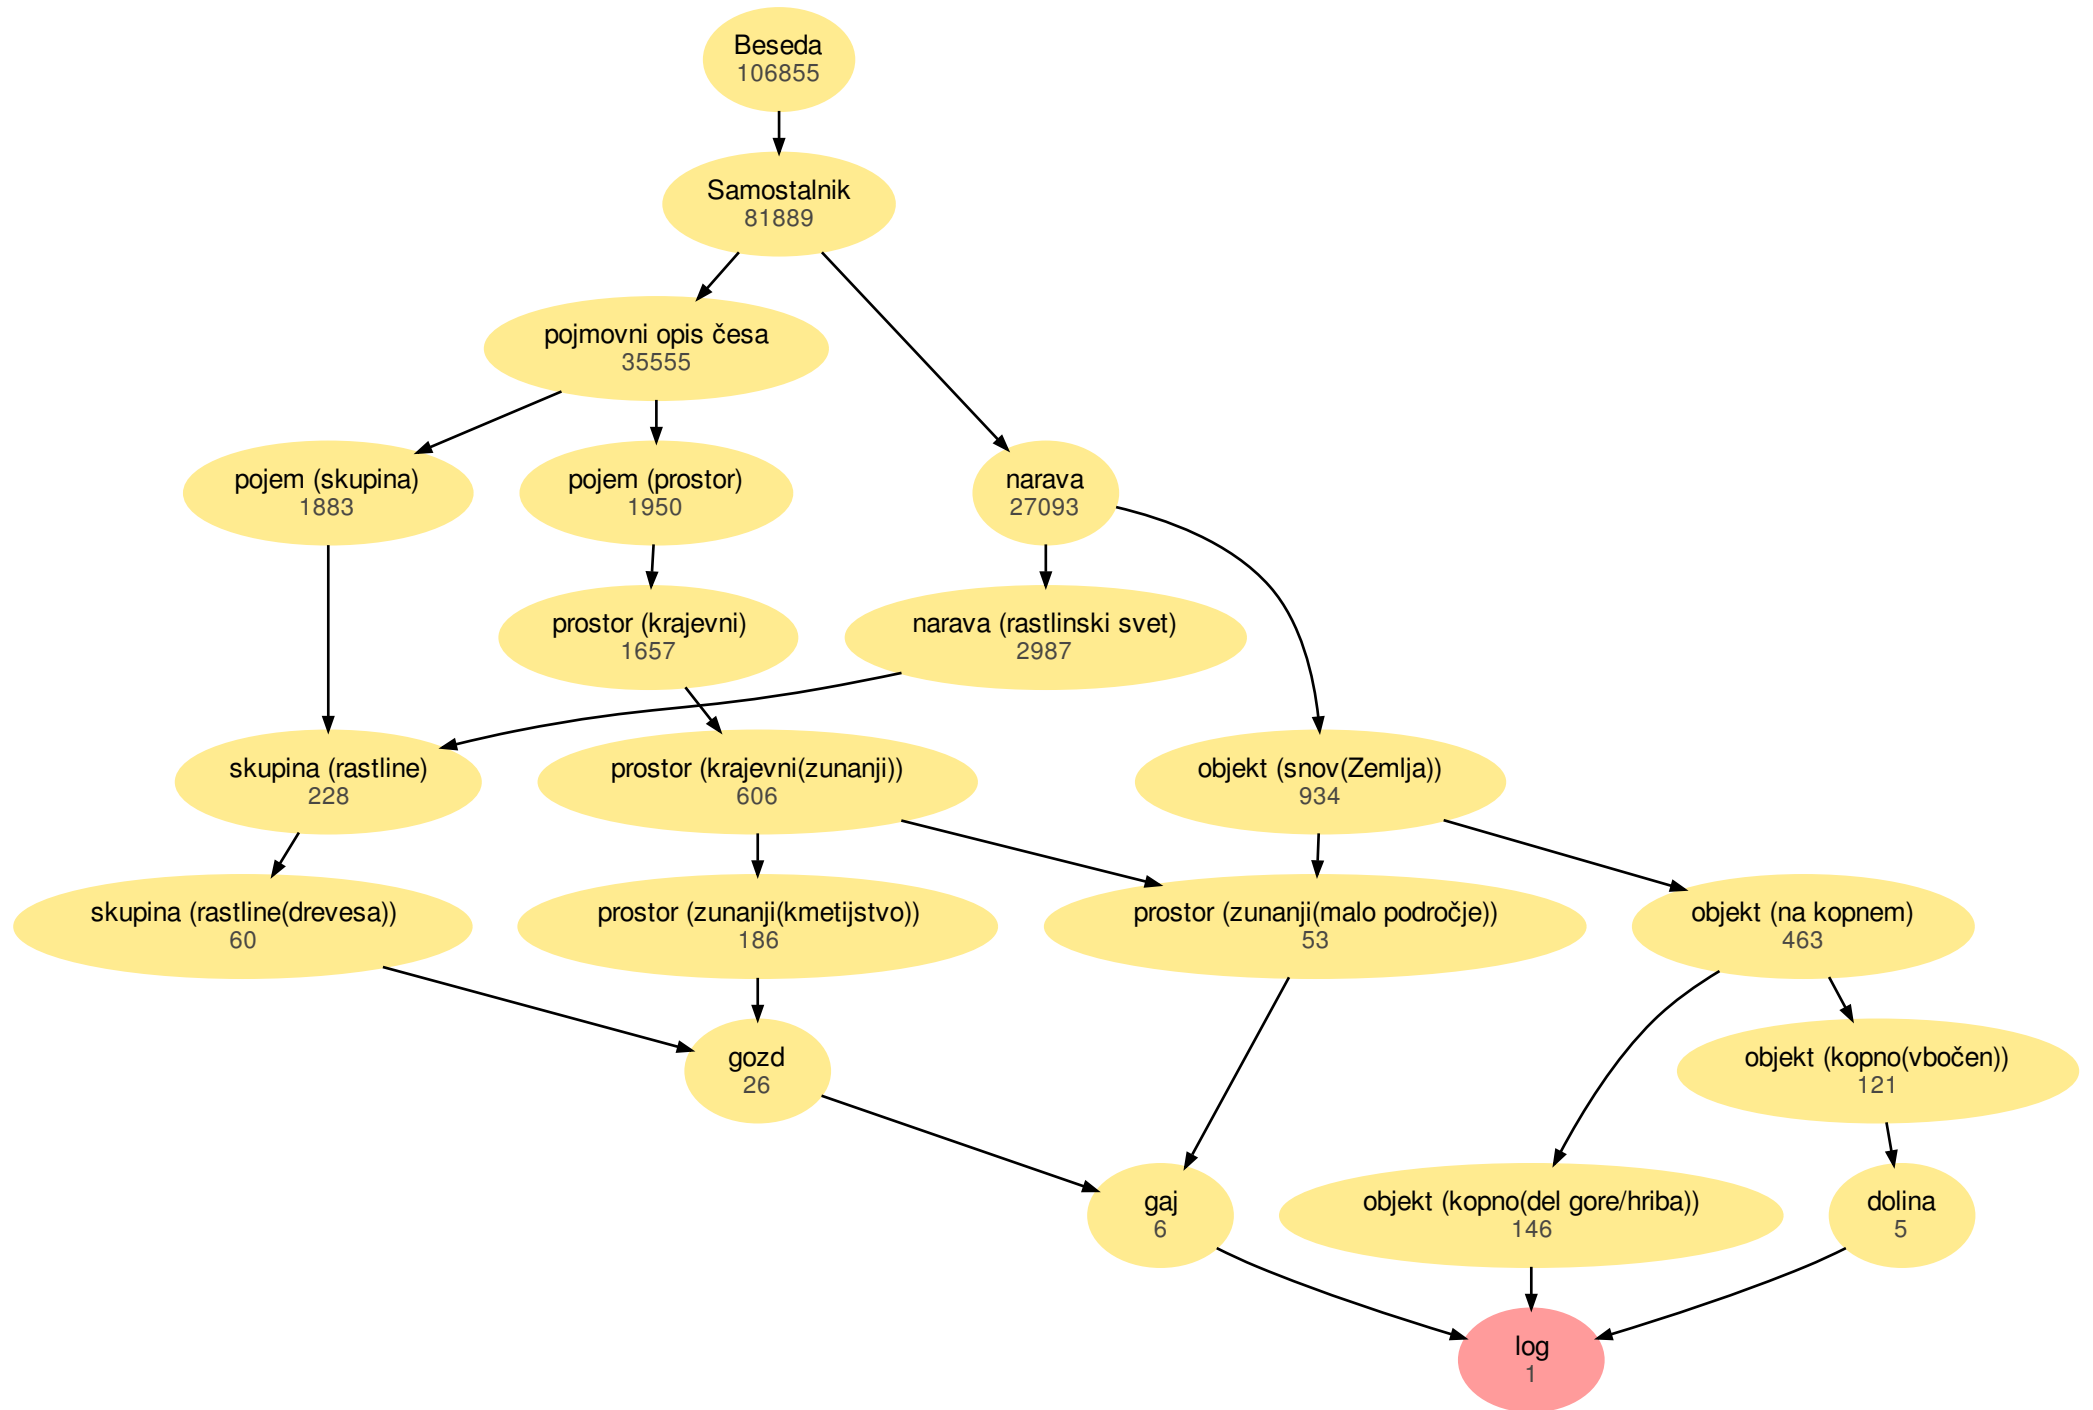 Beseda
106855
Samostalnik
81889
pojmovni opis česa
35555
pojem (skupina)
1883
pojem (prostor)
1950
narava
27093
prostor (krajevni)
1657
narava (rastlinski svet)
2987
skupina (rastline)
228
prostor (krajevni(zunanji))
606
objekt (snov(Zemlja))
934
skupina (rastline(drevesa))
60
prostor (zunanji(kmetijstvo))
186
prostor (zunanji(malo področje))
53
objekt (na kopnem)
463
gozd
26
objekt (kopno(vbočen))
121
gaj
6
objekt (kopno(del gore/hriba))
146
dolina
5
log
1